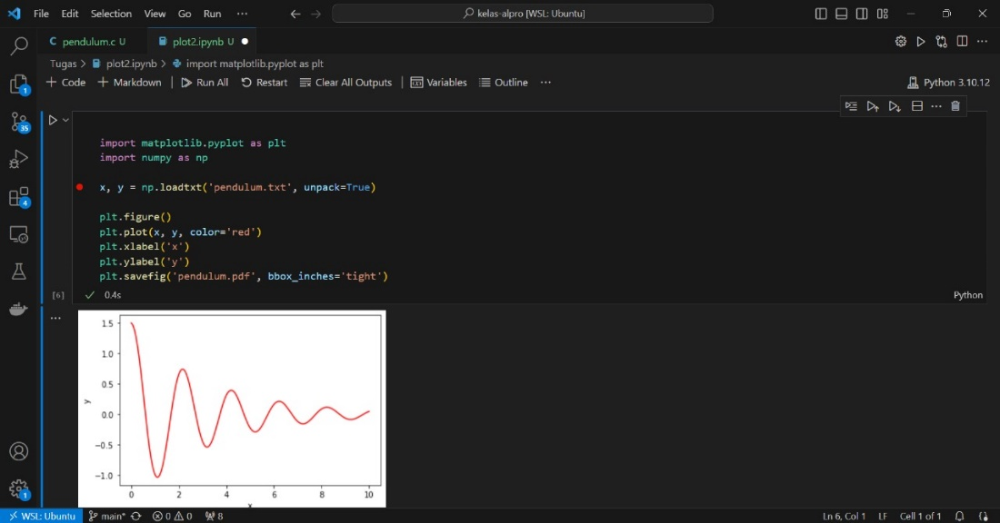 File Edit Selection View Go Run ··· kelas-alpro [WSL: Ubuntu]
C pendulum.c U plot2.ipynb U
Tugas > plot2.ipynb > import matplotlib.pyplot as plt
+ Code + Markdown | Run All Restart Clear All Outputs | Variables Outline ··· Python 3.10.12
1
35
4
1
import matplotlib.pyplot as plt
import numpy as np
x, y = np.loadtxt('pendulum.txt', unpack=True)
plt.figure()
plt.plot(x, y, color='red')
plt.xlabel('x')
plt.ylabel('y')
plt.savefig('pendulum.pdf', bbox_inches='tight')
[6] 0.4s Python
1.5
1.0
0.5
0.0
−0.5
−1.0
y
0 2 4 6 8 10
x
WSL: Ubuntu main* 0 0 8 Ln 6, Col 1 LF Cell 1 of 1